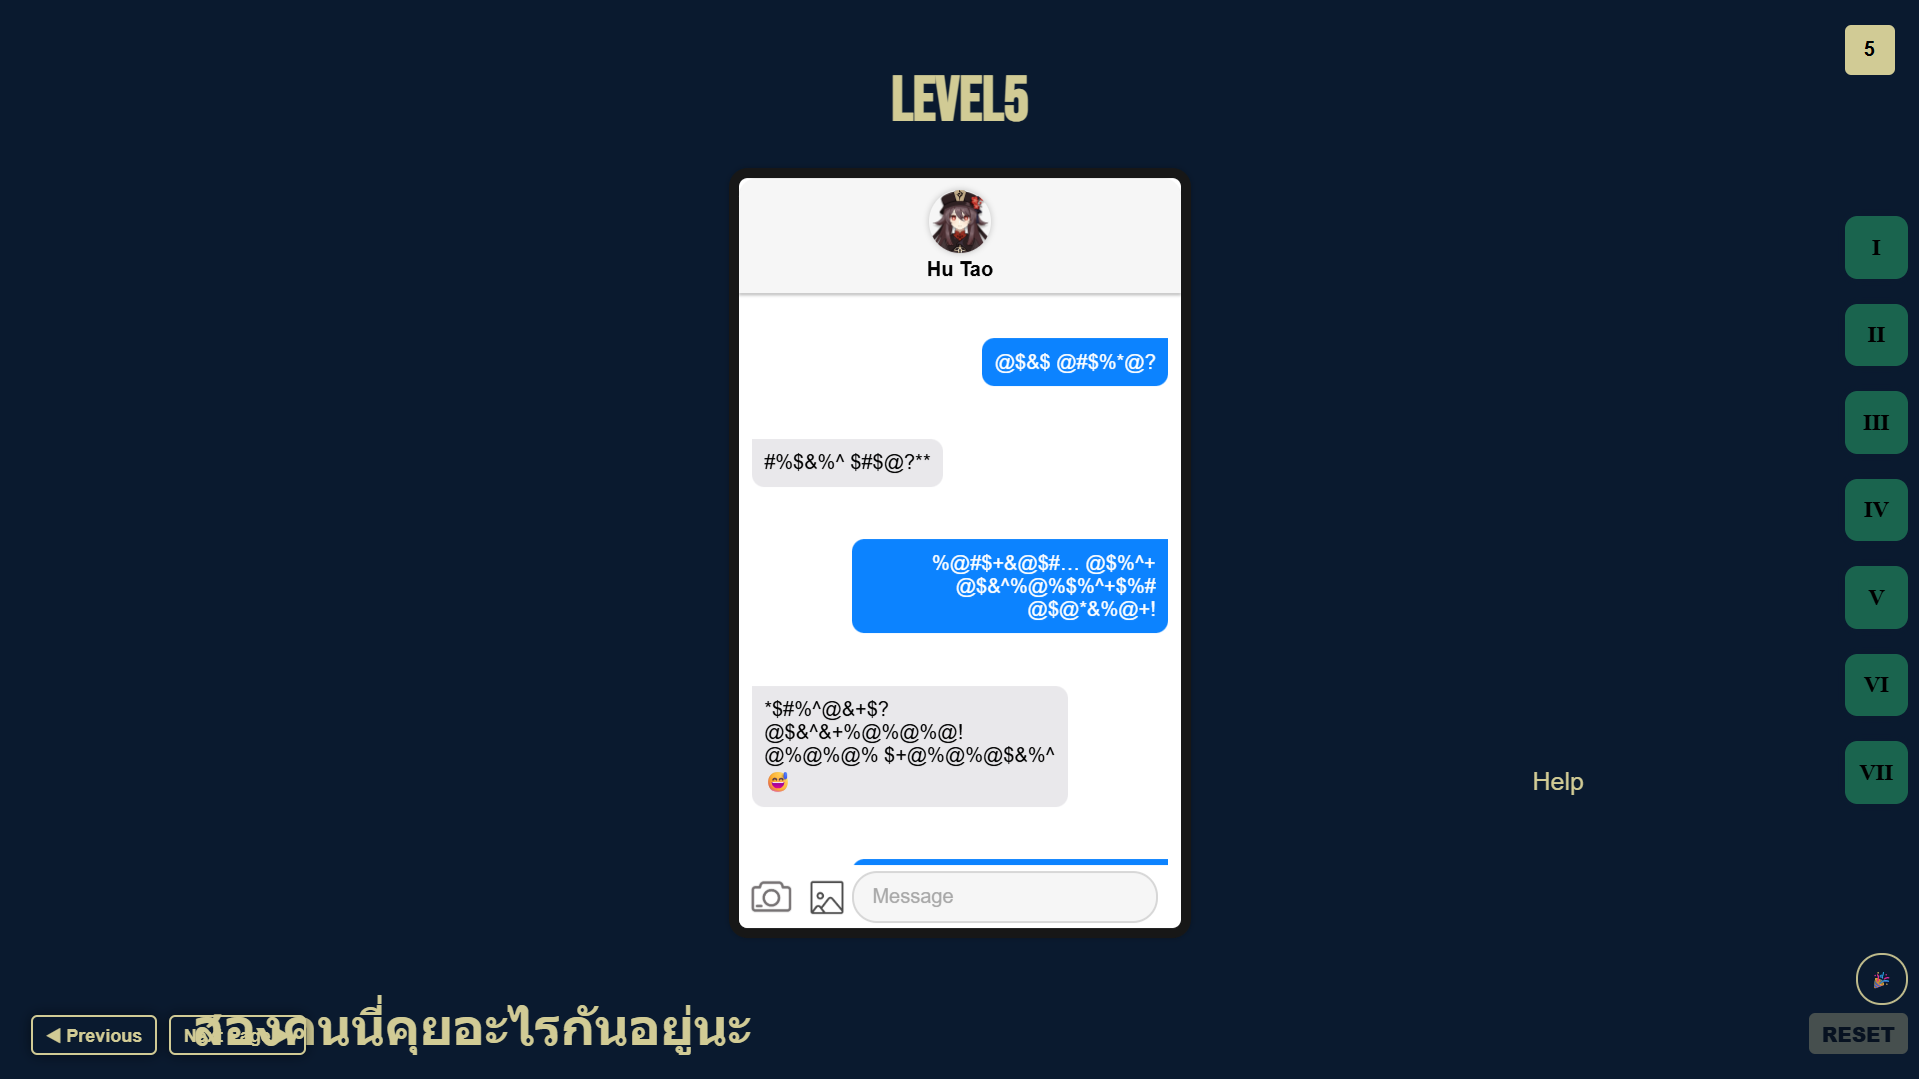 5
LEVEL5
Hu Tao
@$&$ @#$%*@?
#%$&%^ $#$@?**
%@#$+&@$#... @$%^+
@$&^%@%$%^+$%#
@$@*&%@+!
*$#%^@&+$?
@$&^&+%@%@%@!
@%@%@% $+@%@%@$&%^
😅
Message
I
II
III
IV
V
VI
VII
Help
◀ Previous
สองคนนี่คุยอะไรกันอยู่นะ
RESET